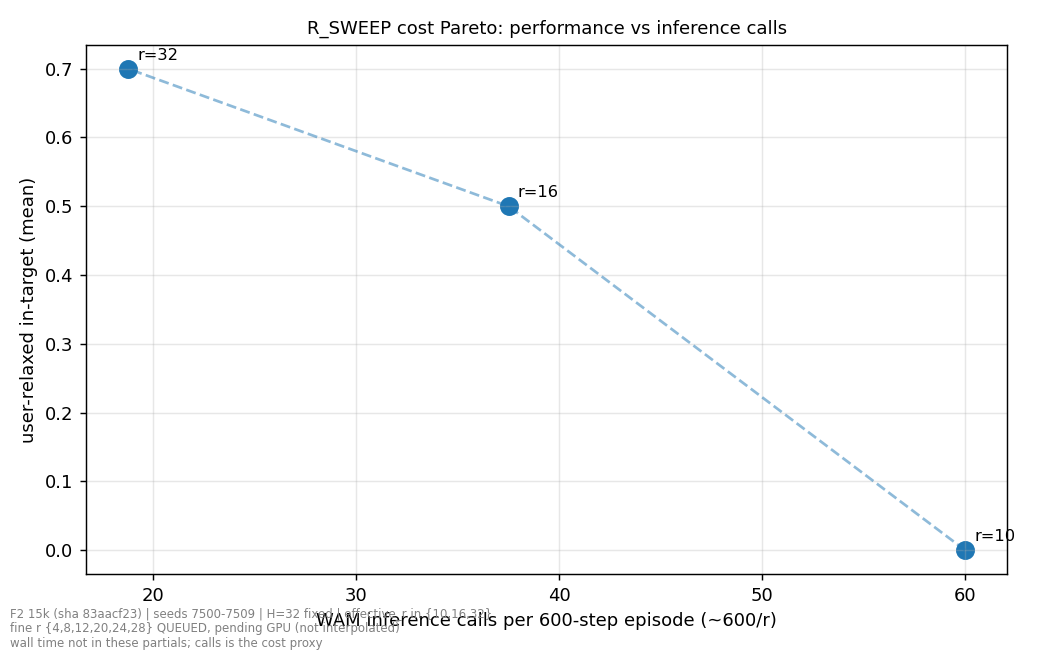 R_SWEEP cost Pareto: performance vs inference calls
user-relaxed in-target (mean)
0.7
0.6
0.5
0.4
0.3
0.2
0.1
0.0
r=32
r=16
r=10
20
30
40
50
60
WAM inference calls per 600-step episode (~600/r)
F2 15k (sha 83aacf23) | seeds 7500-7509 | H=32 fixed | effective r in {10,16,32}
fine r {4,8,12,20,24,28} QUEUED, pending GPU (not interpolated)
wall time not in these partials; calls is the cost proxy